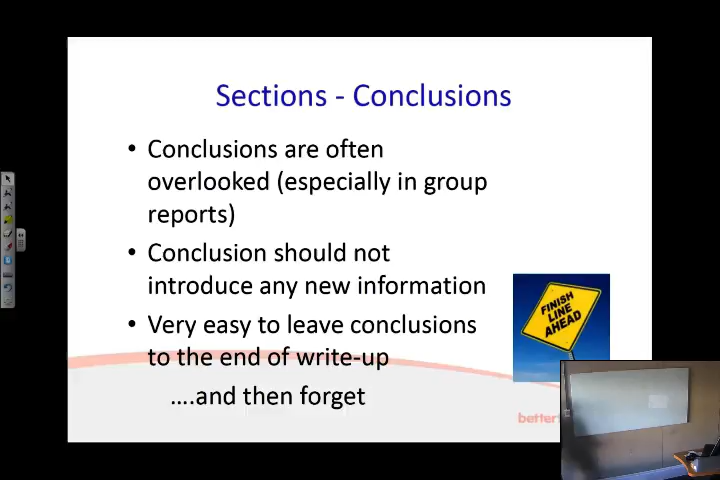 Sections - Conclusions
• Conclusions are often
overlooked (especially in group
reports)
• Conclusion should not
introduce any new information
• Very easy to leave conclusions
to the end of write-up
....and then forget
FINISH
LINE
AHEAD
better